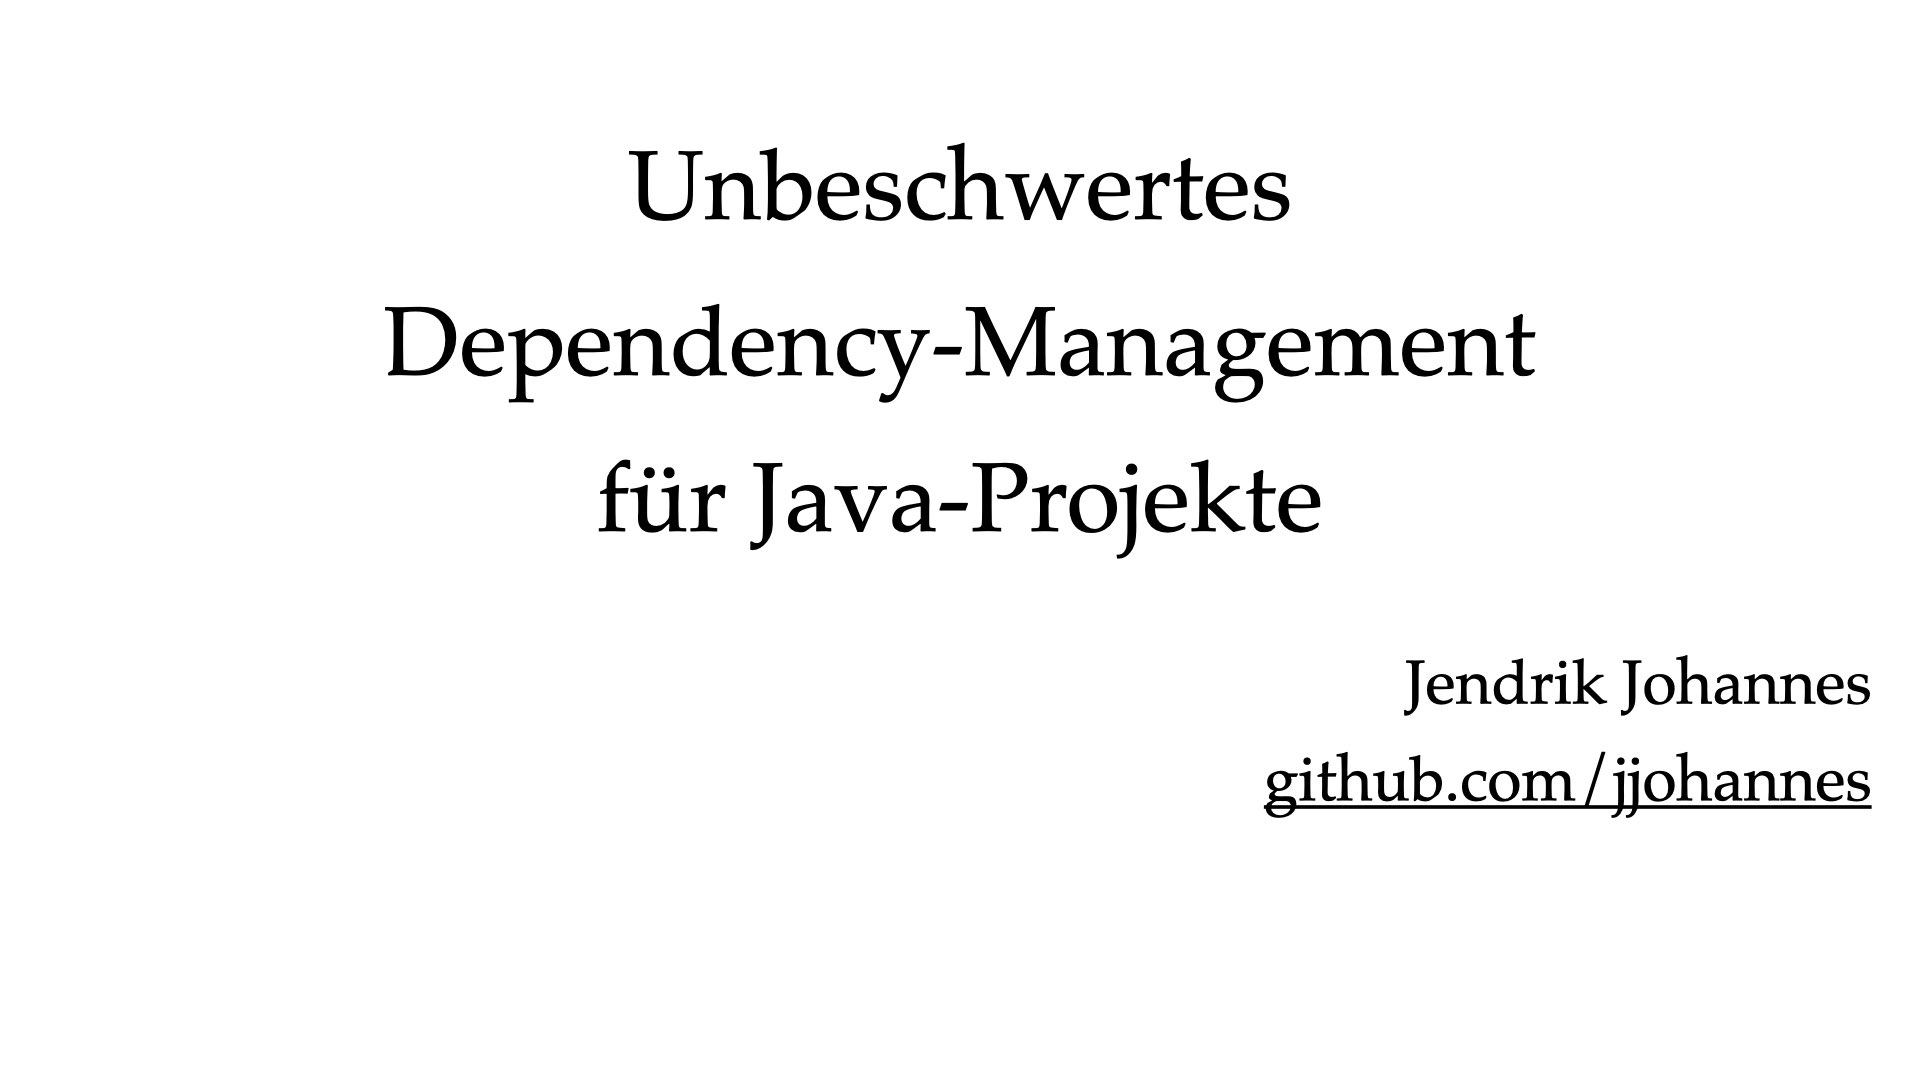 Unbeschwertes
Dependency-Management
für Java-Projekte
Jendrik Johannes
github.com/jjohannes